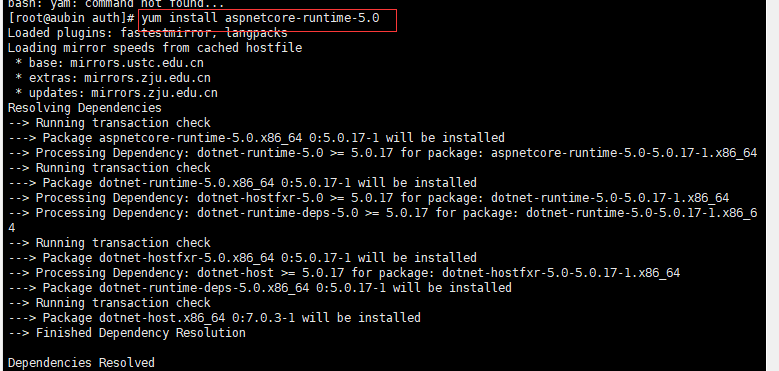 bash: yam: command not found...
[root@aubin auth]# yum install aspnetcore-runtime-5.0
Loaded plugins: fastestmirror, langpacks
Loading mirror speeds from cached hostfile
 * base: mirrors.ustc.edu.cn
 * extras: mirrors.zju.edu.cn
 * updates: mirrors.zju.edu.cn
Resolving Dependencies
--> Running transaction check
---> Package aspnetcore-runtime-5.0.x86_64 0:5.0.17-1 will be installed
--> Processing Dependency: dotnet-runtime-5.0 >= 5.0.17 for package: aspnetcore-runtime-5.0-5.0.17-1.x86_64
--> Running transaction check
---> Package dotnet-runtime-5.0.x86_64 0:5.0.17-1 will be installed
--> Processing Dependency: dotnet-hostfxr-5.0 >= 5.0.17 for package: dotnet-runtime-5.0-5.0.17-1.x86_64
--> Processing Dependency: dotnet-runtime-deps-5.0 >= 5.0.17 for package: dotnet-runtime-5.0-5.0.17-1.x86_6
4
--> Running transaction check
---> Package dotnet-hostfxr-5.0.x86_64 0:5.0.17-1 will be installed
--> Processing Dependency: dotnet-host >= 5.0.17 for package: dotnet-hostfxr-5.0-5.0.17-1.x86_64
---> Package dotnet-runtime-deps-5.0.x86_64 0:5.0.17-1 will be installed
--> Running transaction check
---> Package dotnet-host.x86_64 0:7.0.3-1 will be installed
--> Finished Dependency Resolution

Dependencies Resolved